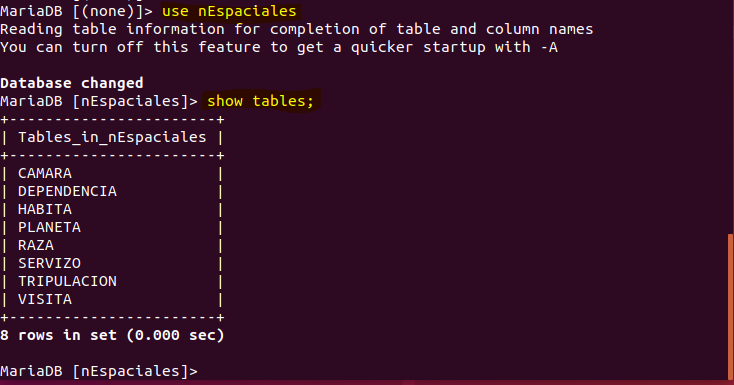 MariaDB [(none)]> use nEspaciales
Reading table information for completion of table and column names
You can turn off this feature to get a quicker startup with -A
Database changed
MariaDB [nEspaciales]> show tables;
+-----------------------+
| Tables_in_nEspaciales |
+-----------------------+
| CAMARA                |
| DEPENDENCIA           |
| HABITA                |
| PLANETA               |
| RAZA                  |
| SERVIZO               |
| TRIPULACION           |
| VISITA                |
+-----------------------+
8 rows in set (0.000 sec)
MariaDB [nEspaciales]>